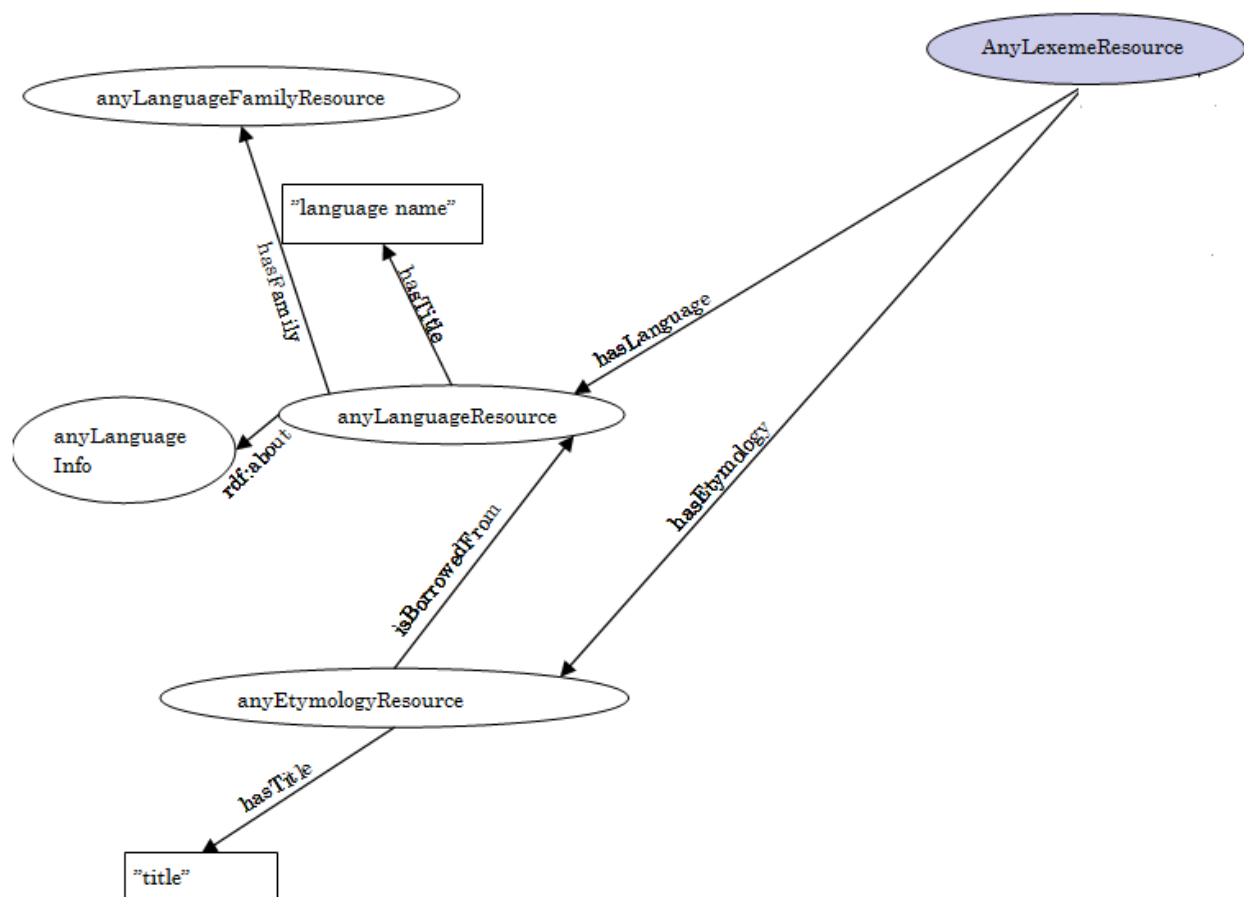 AnyLexemeResource
anyLanguageFamilyResource
"language name"
hasFamily
hasTitle
hasLanguage
anyLanguageResource
anyLanguage
Info
rdf:about
hasEtymology
isBorrowedFrom
anyEtymologyResource
hasTitle
"title"